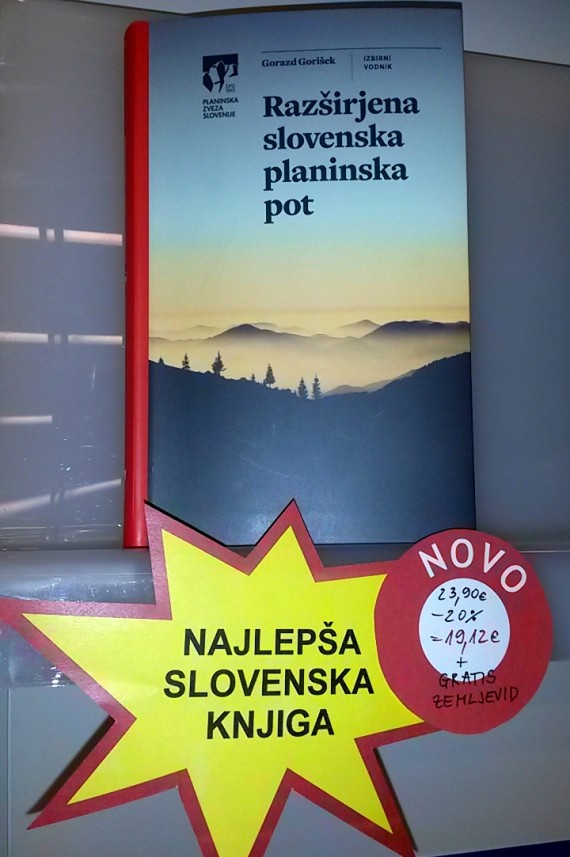 Gorazd Gorišek
IZBIRNI
VODNIK
PLANINSKA
ZVEZA
SLOVENIJE
Razširjena
slovenska
planinska
pot
NOVO
23,90€
-20%
=19,12€
+
GRATIS
ZEMLJEVID
NAJLEPŠA
SLOVENSKA
KNJIGA